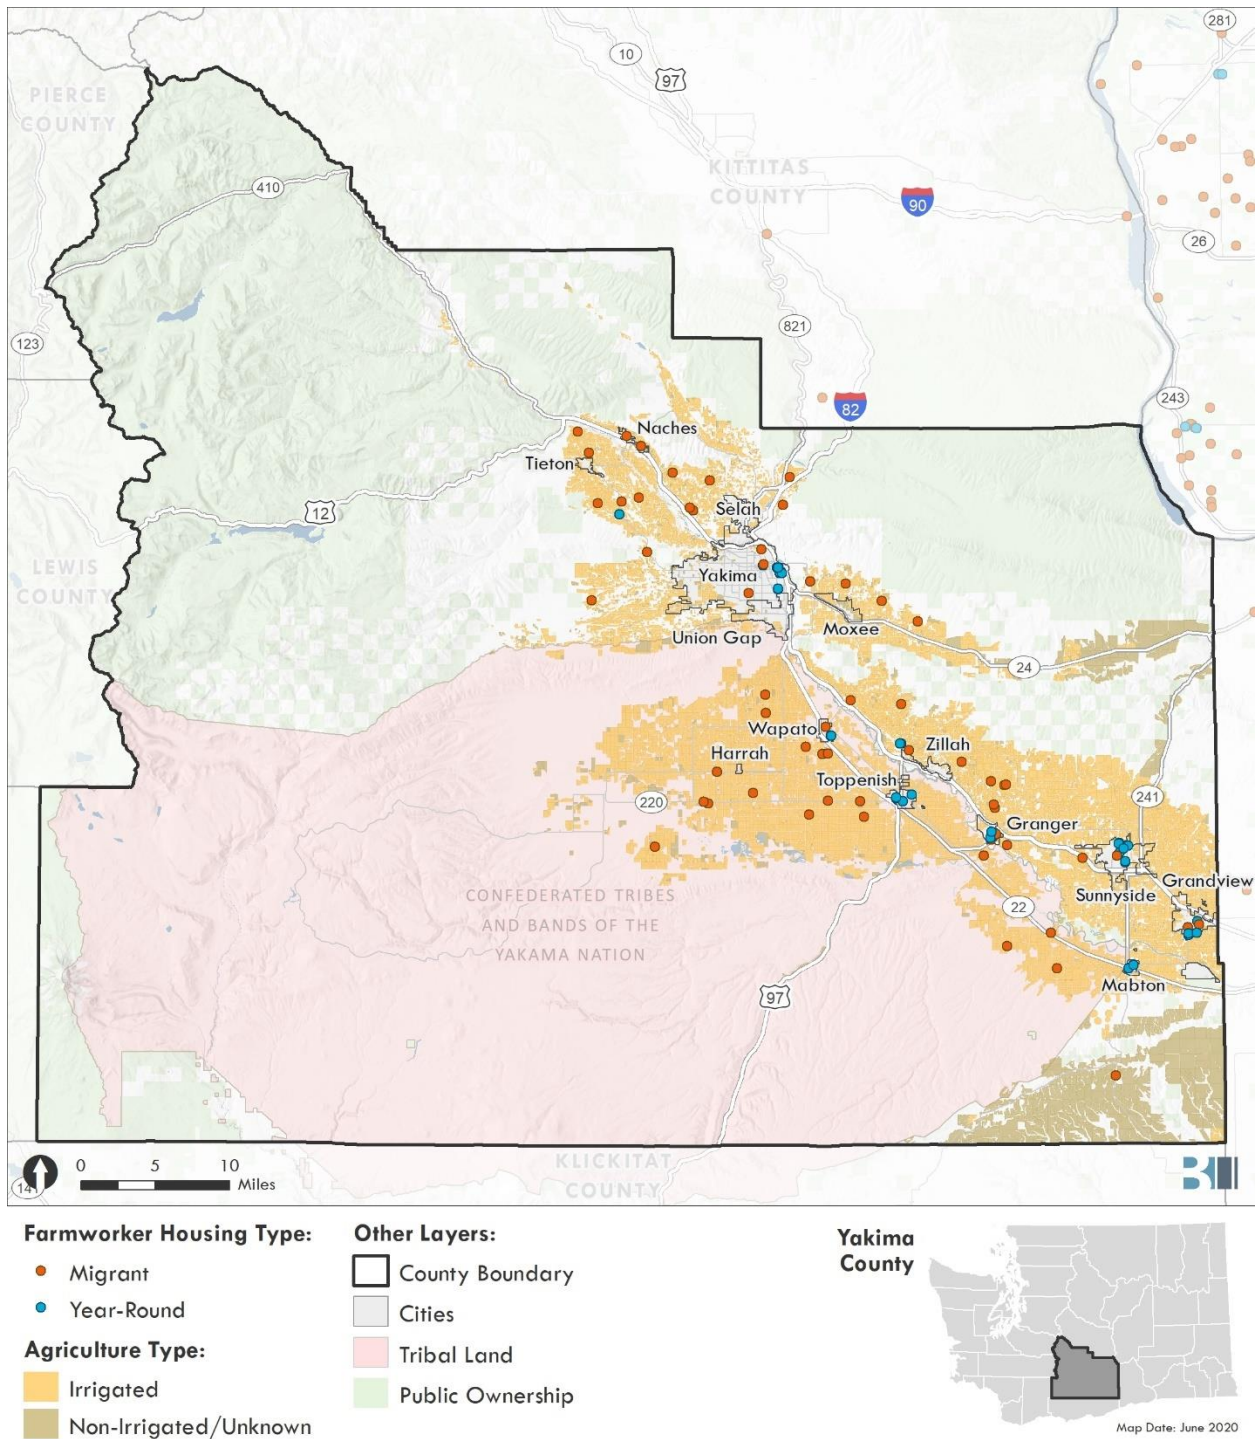 281
10
97
PIERCE
COUNTY
KITTITAS
COUNTY
410
90
26
821
123
243
82
Naches
Tieton
12
Selah
LEWIS
COUNTY
Yakima
Moxee
Union Gap
24
Wapato
Zillah
Harrah
Toppenish
220
241
Granger
Grandview
Sunnyside
CONFEDERATED TRIBES
AND BANDS OF THE
YAKAMA NATION
22
Mabton
97
KLICKITAT
COUNTY
141
0 5 10
Miles
Farmworker Housing Type:
Migrant
Year-Round
Agriculture Type:
Irrigated
Non-Irrigated/Unknown
Other Layers:
County Boundary
Cities
Tribal Land
Public Ownership
Yakima
County
Map Date: June 2020